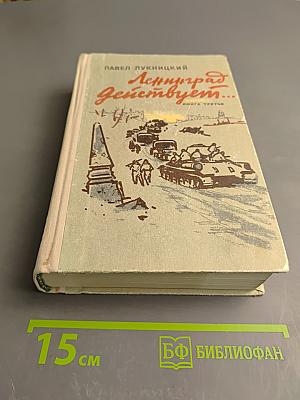 ПАВЕЛ ЛУКНИЦКИЙ
Ленинград
действует...
КНИГА ТРЕТЬЯ
15 см
БФ БИБЛИОФАН